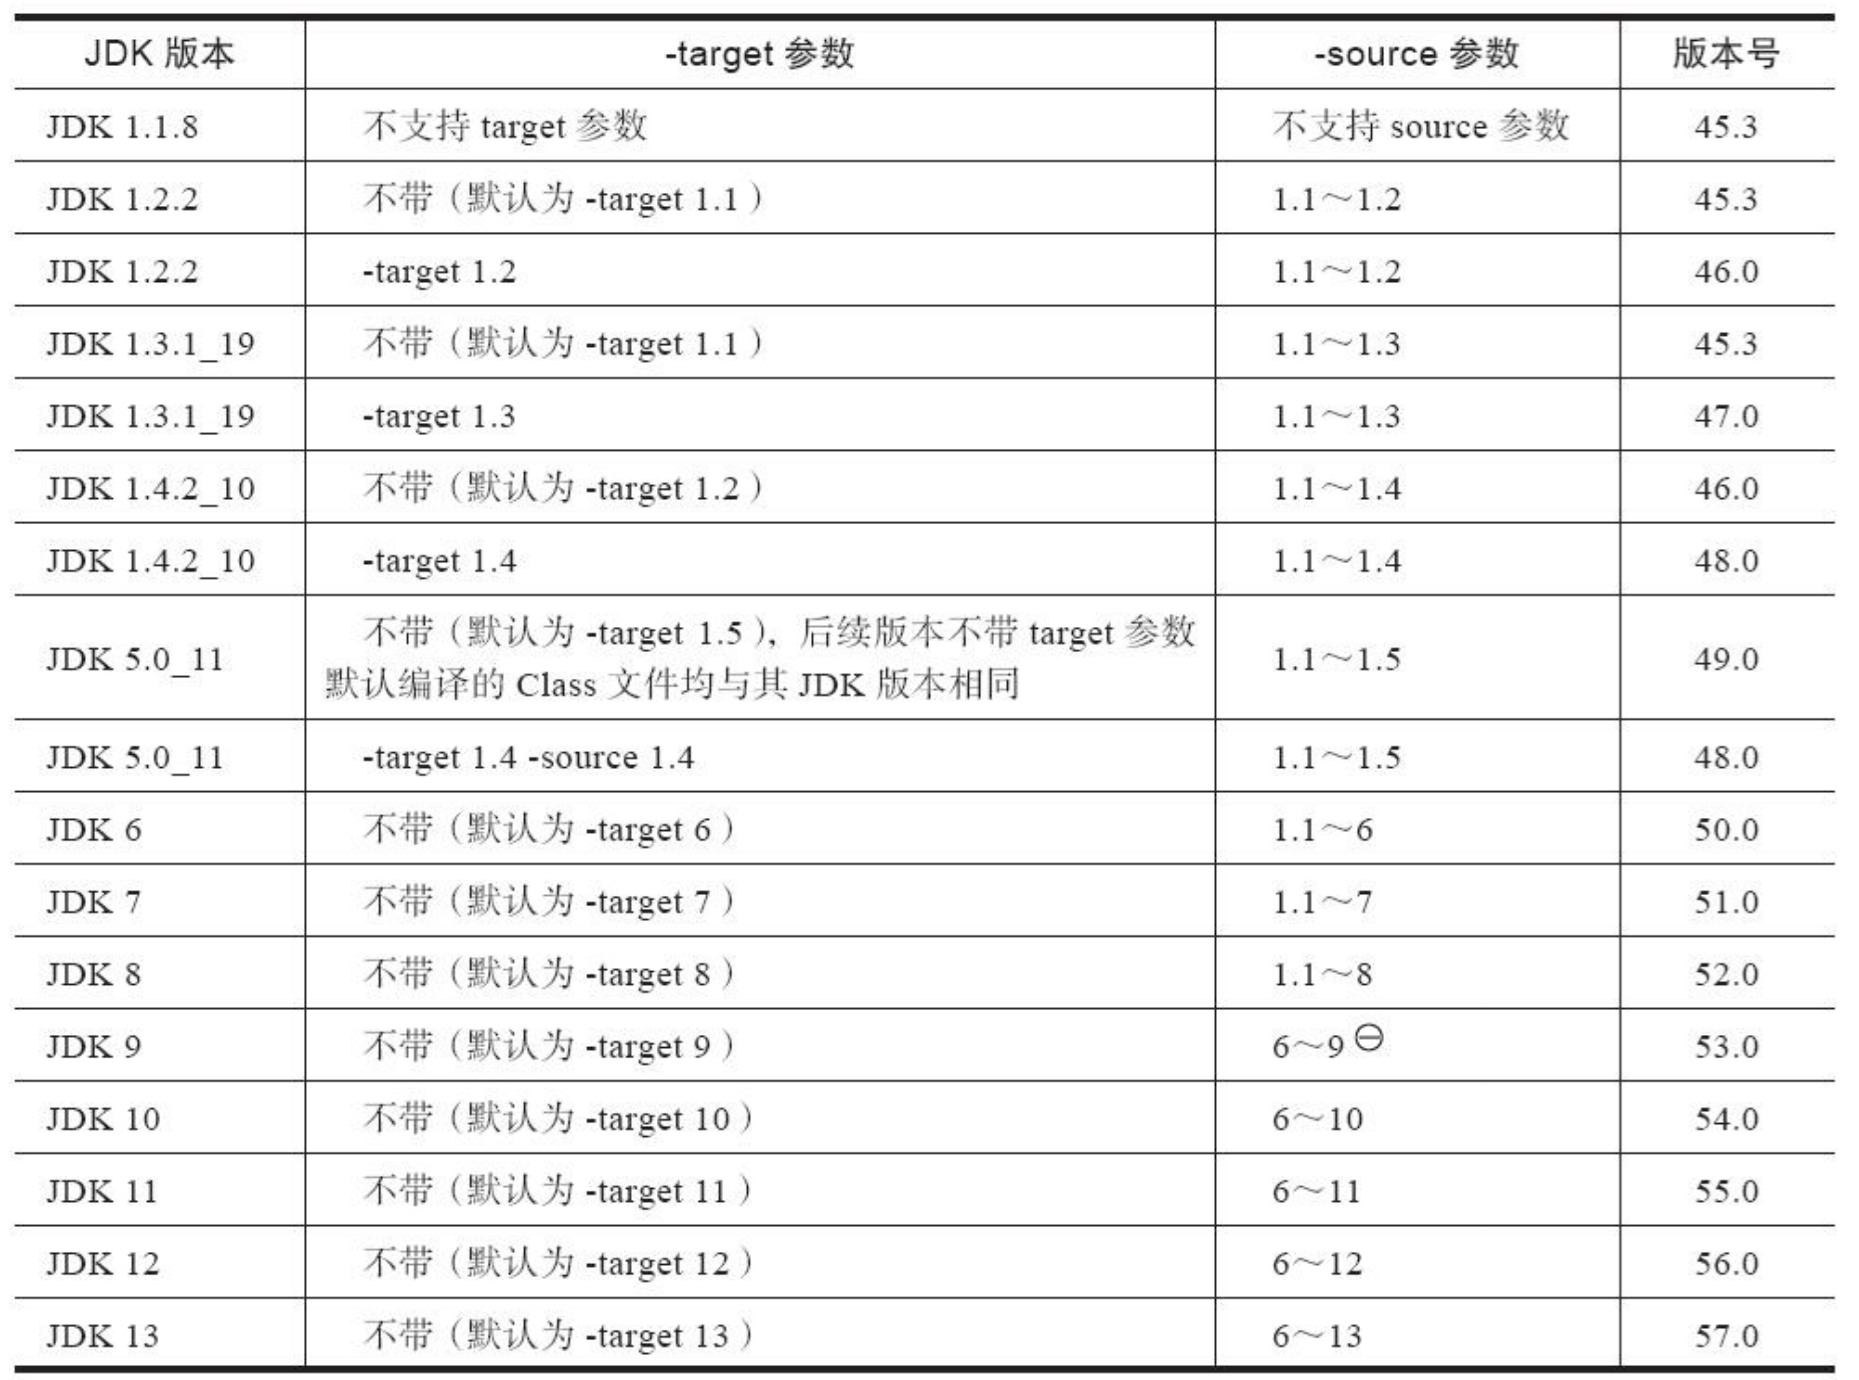 JDK 版本 -target 参数 -source 参数 版本号
JDK 1.1.8 不支持 target 参数 不支持 source 参数 45.3
JDK 1.2.2 不带（默认为 -target 1.1） 1.1～1.2 45.3
JDK 1.2.2 -target 1.2 1.1～1.2 46.0
JDK 1.3.1_19 不带（默认为 -target 1.1） 1.1～1.3 45.3
JDK 1.3.1_19 -target 1.3 1.1～1.3 47.0
JDK 1.4.2_10 不带（默认为 -target 1.2） 1.1～1.4 46.0
JDK 1.4.2_10 -target 1.4 1.1～1.4 48.0
JDK 5.0_11 不带（默认为 -target 1.5），后续版本不带 target 参数
默认编译的 Class 文件均与其 JDK 版本相同 1.1～1.5 49.0
JDK 5.0_11 -target 1.4 -source 1.4 1.1～1.5 48.0
JDK 6 不带（默认为 -target 6） 1.1～6 50.0
JDK 7 不带（默认为 -target 7） 1.1～7 51.0
JDK 8 不带（默认为 -target 8） 1.1～8 52.0
JDK 9 不带（默认为 -target 9） 6～9 ㊀ 53.0
JDK 10 不带（默认为 -target 10） 6～10 54.0
JDK 11 不带（默认为 -target 11） 6～11 55.0
JDK 12 不带（默认为 -target 12） 6～12 56.0
JDK 13 不带（默认为 -target 13） 6～13 57.0